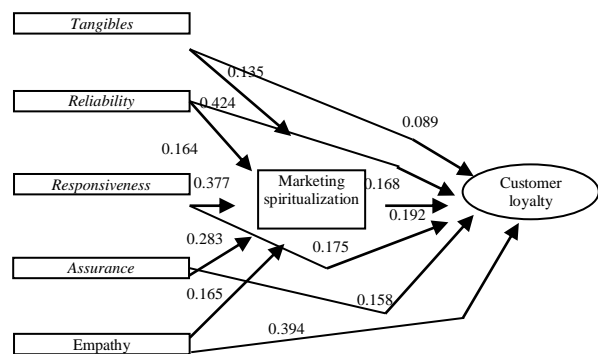 Tangibles
0.135
Reliability
0.424
0.089
0.164
Responsiveness
0.377
Marketing
spiritualization
0.168
Customer
loyalty
0.192
0.283
0.175
Assurance
0.165
0.158
Empathy
0.394